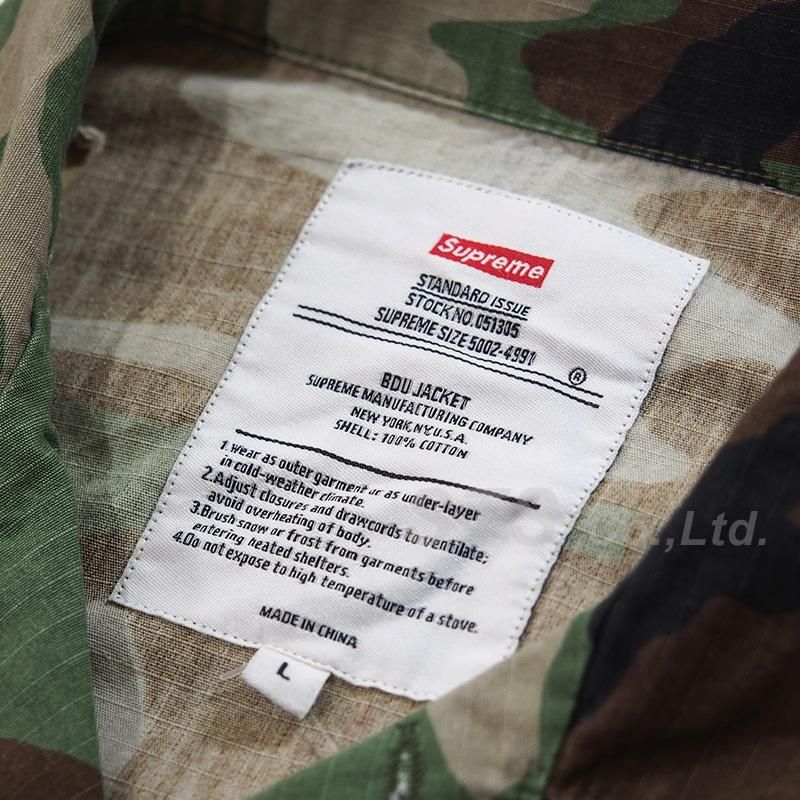 Supreme
STANDARD ISSUE
STOCK NO. 051305
SUPREME SIZE 5002-4991
®
BDU JACKET
SUPREME MANUFACTURING COMPANY
NEW YORK, N.Y. U.S.A.
SHELL: 100% COTTON
1. Wear as outer garment or as under-layer
in cold-weather climate.
2. Adjust closures and drawcords to ventilate;
avoid overheating of body.
3. Brush snow or frost from garments before
entering heated shelters.
4. Do not expose to high temperature of a stove.
MADE IN CHINA
L
Co.,Ltd.